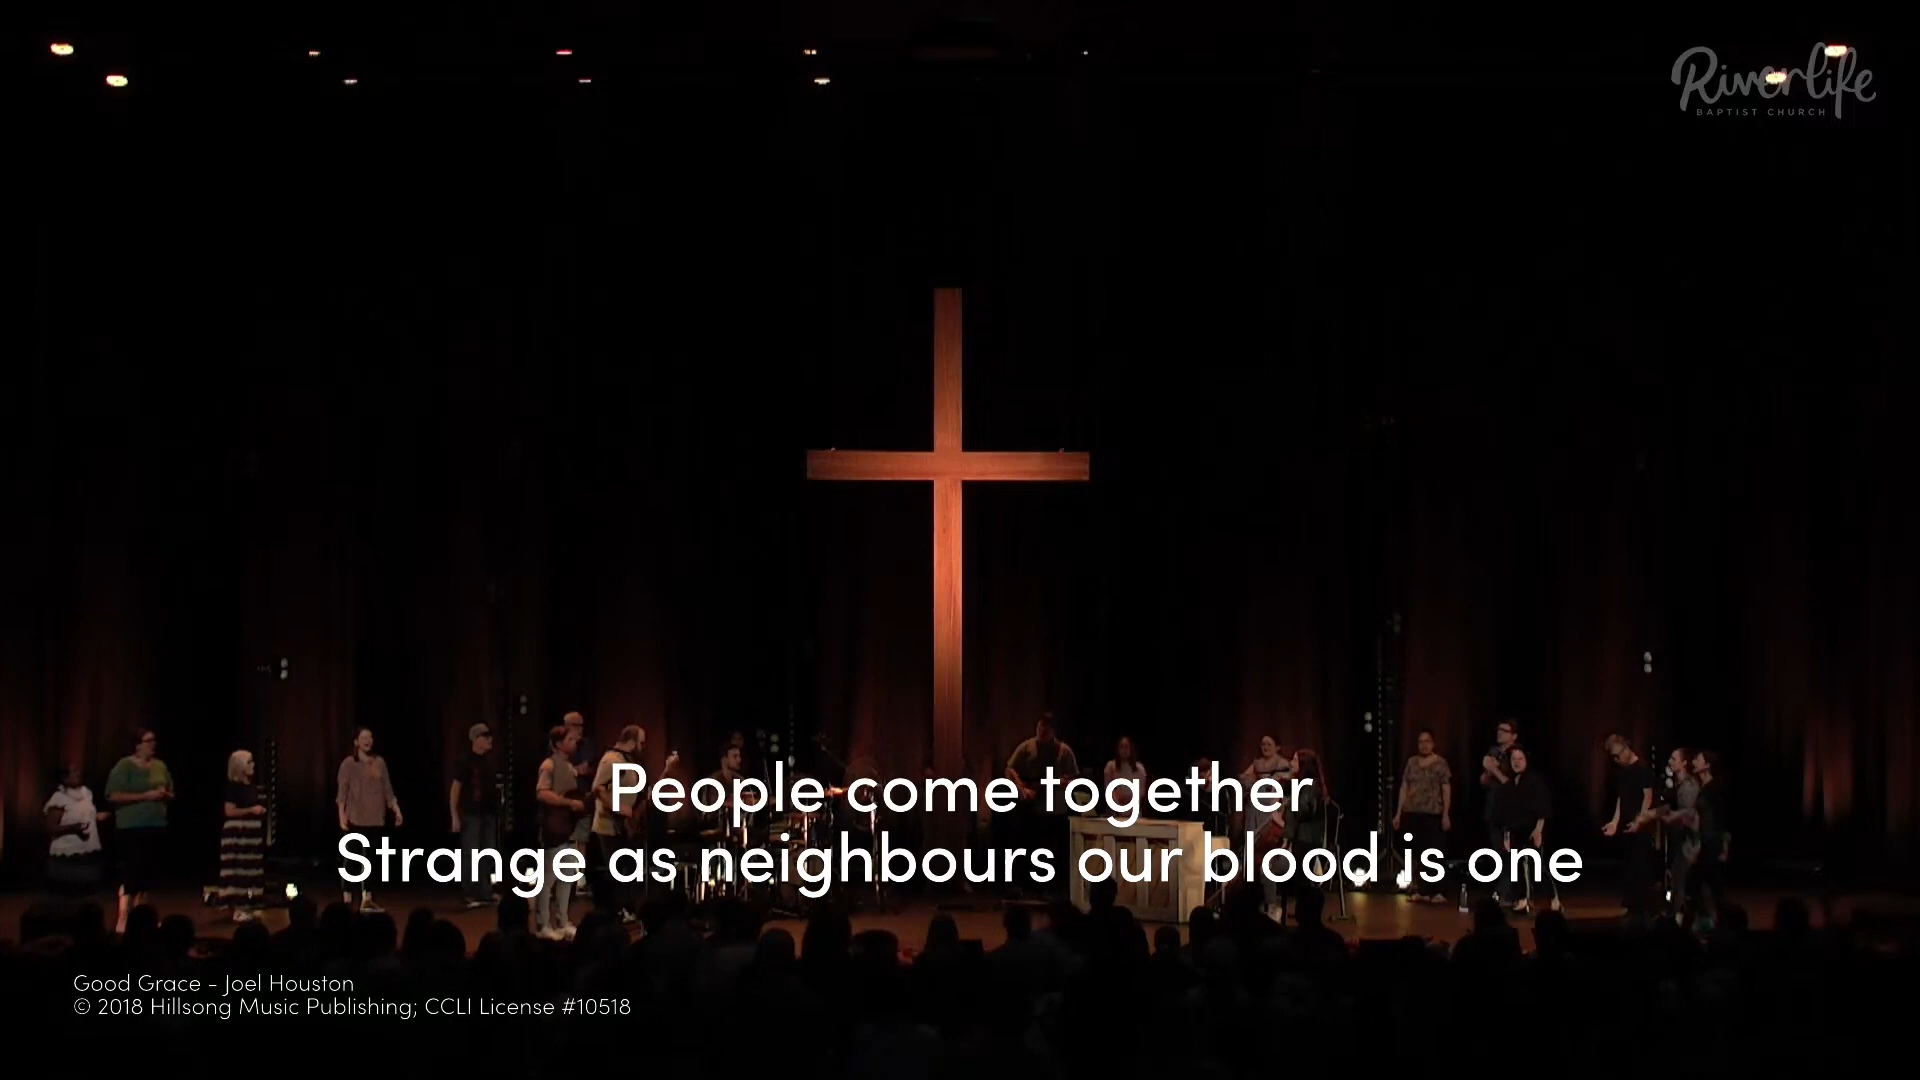 Riverlife
BAPTIST CHURCH
People come together
Strange as neighbours our blood is one
Good Grace - Joel Houston
© 2018 Hillsong Music Publishing; CCLI License #10518